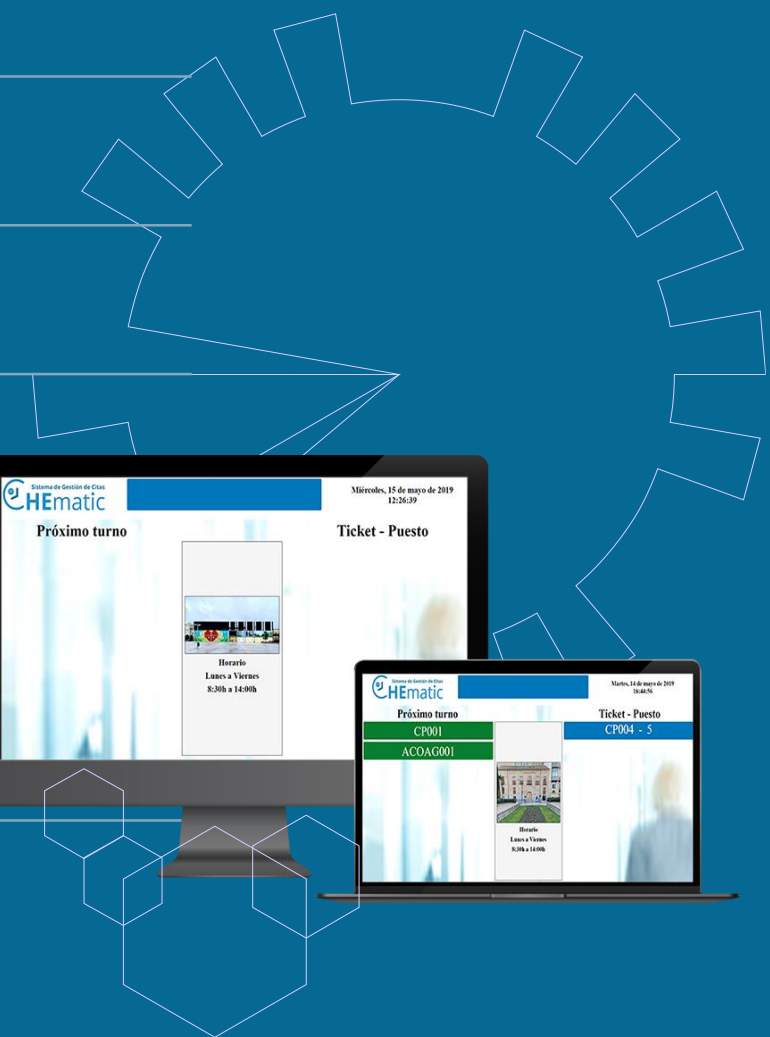 Sistema de Gestión de Citas
CHEmatic
Miércoles, 15 de mayo de 2019
12:26:39
Próximo turno
Ticket - Puesto
Horario
Lunes a Viernes
8:30h a 14:00h
Sistema de Gestión de Citas
CHEmatic
Martes, 14 de mayo de 2019
16:44:56
Próximo turno
Ticket - Puesto
CP001
CP004 - 5
ACOAG001
Horario
Lunes a Viernes
8:30h a 14:00h